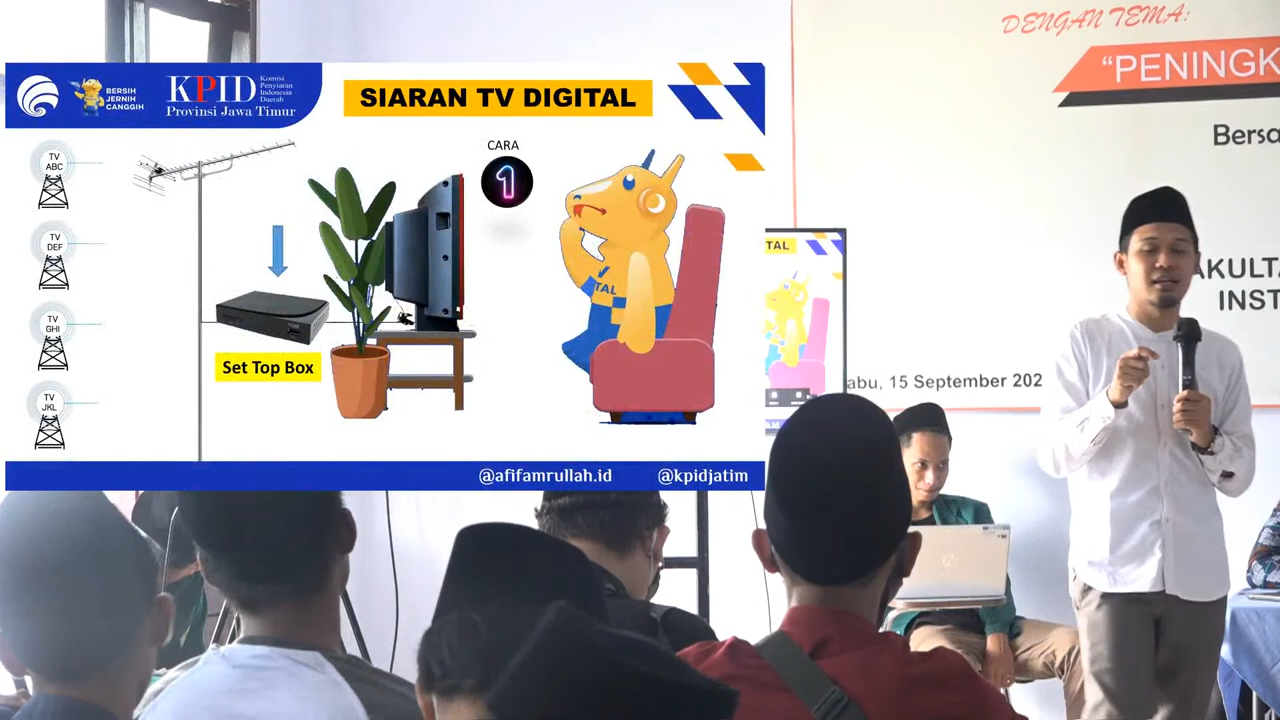 DENGAN TEMA:
"PENINGK
Bersa
AKULTA
INST
abu, 15 September 202
BERSIH
JERNIH
CANGGIH
KPID
Komisi
Penyiaran
Indonesia
Daerah
Provinsi Jawa Timur
SIARAN TV DIGITAL
CARA
1
TV
ABC
TV
DEF
TV
GHI
TV
JKL
Set Top Box
TAL
@afifamrullah.id
@kpidjatim
TAL
hp